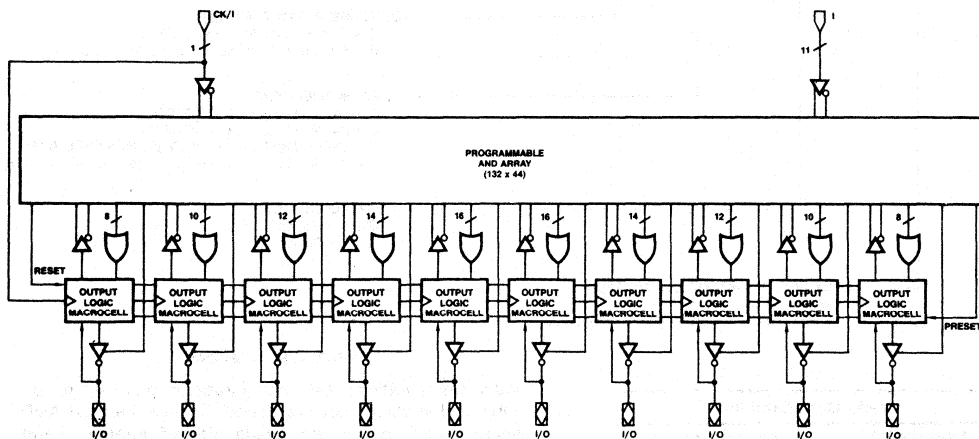 CK/I
I
1
11
PROGRAMMABLE
AND ARRAY
(132 x 44)
8
10
12
14
16
16
14
12
10
8
RESET
OUTPUT
LOGIC
MACROCELL
OUTPUT
LOGIC
MACROCELL
OUTPUT
LOGIC
MACROCELL
OUTPUT
LOGIC
MACROCELL
OUTPUT
LOGIC
MACROCELL
OUTPUT
LOGIC
MACROCELL
OUTPUT
LOGIC
MACROCELL
OUTPUT
LOGIC
MACROCELL
OUTPUT
LOGIC
MACROCELL
OUTPUT
LOGIC
MACROCELL
PRESET
I/O
I/O
I/O
I/O
I/O
I/O
I/O
I/O
I/O
I/O